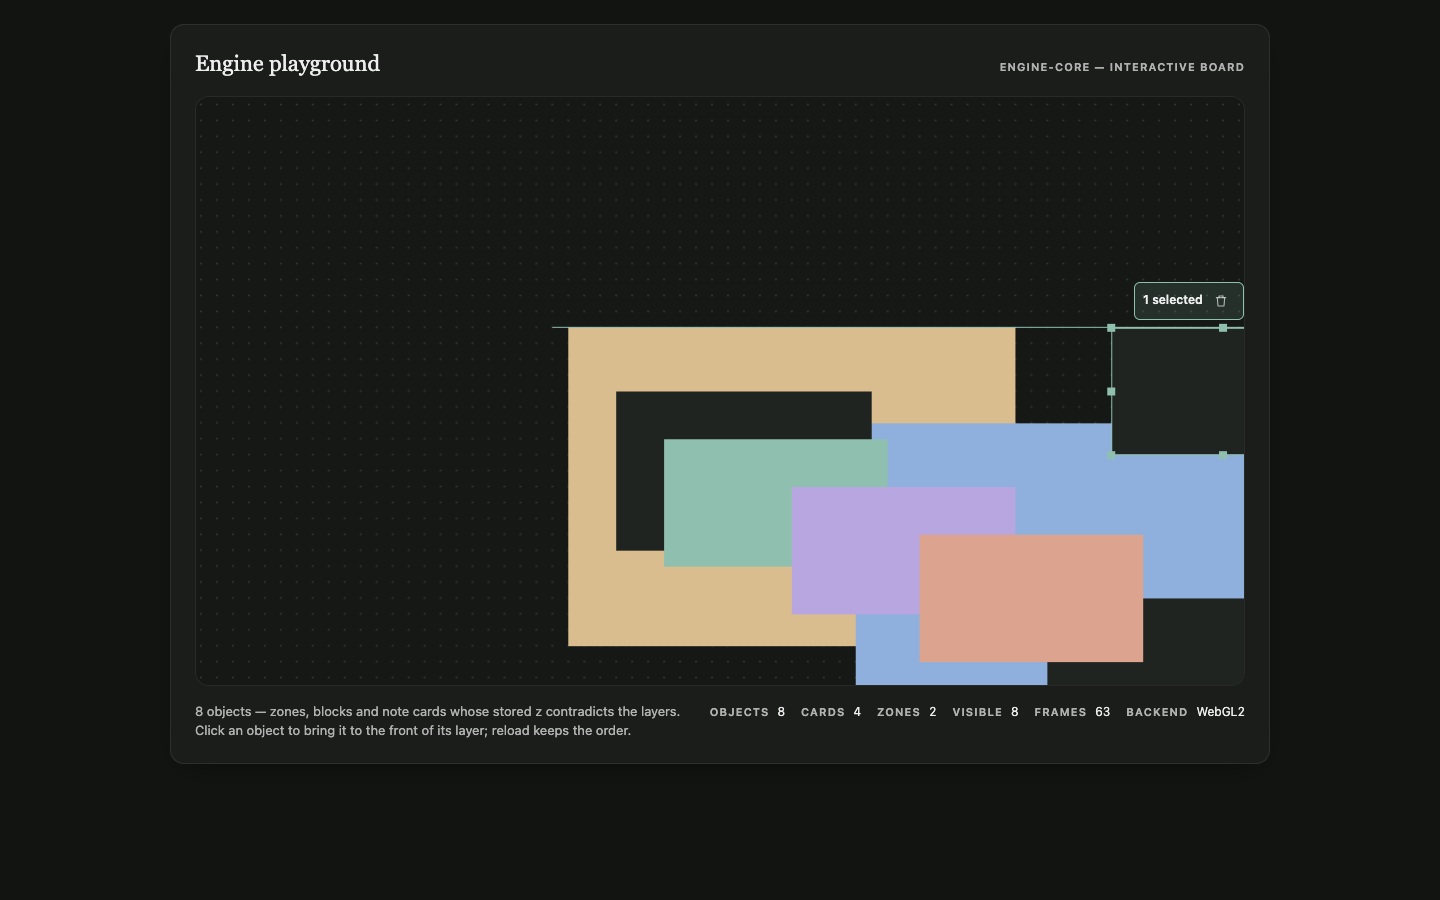 Engine playground
ENGINE-CORE — INTERACTIVE BOARD
1 selected
8 objects — zones, blocks and note cards whose stored z contradicts the layers.
Click an object to bring it to the front of its layer; reload keeps the order.
OBJECTS 8 CARDS 4 ZONES 2 VISIBLE 8 FRAMES 63 BACKEND WebGL2